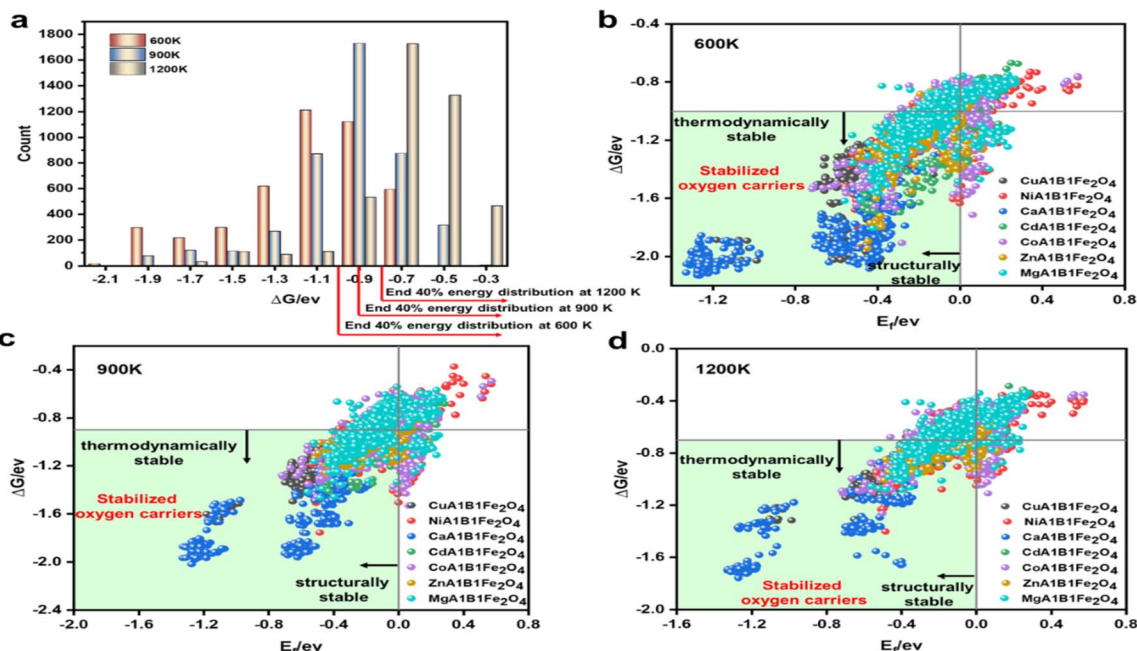 a
600K
900K
1200K
1800
1600
1400
1200
1000
800
600
400
200
0
Count
-2.1 -1.9 -1.7 -1.5 -1.3 -1.1 -0.9 -0.7 -0.5 -0.3
ΔG/ev
End 40% energy distribution at 1200 K
End 40% energy distribution at 900 K
End 40% energy distribution at 600 K
b
600K
-0.4
-0.8
-1.2
-1.6
-2.0
ΔG/ev
thermodynamically
stable
Stabilized
oxygen carriers
structurally
stable
CuA1B1Fe2O4
NiA1B1Fe2O4
CaA1B1Fe2O4
CdA1B1Fe2O4
CoA1B1Fe2O4
ZnA1B1Fe2O4
MgA1B1Fe2O4
-1.2 -0.8 -0.4 0.0 0.4 0.8
Ef/ev
c
900K
-0.4
-0.8
-1.2
-1.6
-2.0
-2.4
ΔG/ev
thermodynamically
stable
Stabilized
oxygen carriers
structurally
stable
CuA1B1Fe2O4
NiA1B1Fe2O4
CaA1B1Fe2O4
CdA1B1Fe2O4
CoA1B1Fe2O4
ZnA1B1Fe2O4
MgA1B1Fe2O4
-2.0 -1.6 -1.2 -0.8 -0.4 0.0 0.4 0.8
Ef/ev
d
1200K
0.0
-0.4
-0.8
-1.2
-1.6
-2.0
ΔG/ev
thermodynamically
stable
Stabilized
oxygen carriers
structurally
stable
CuA1B1Fe2O4
NiA1B1Fe2O4
CaA1B1Fe2O4
CdA1B1Fe2O4
CoA1B1Fe2O4
ZnA1B1Fe2O4
MgA1B1Fe2O4
-1.6 -1.2 -0.8 -0.4 0.0 0.4 0.8
Ef/ev